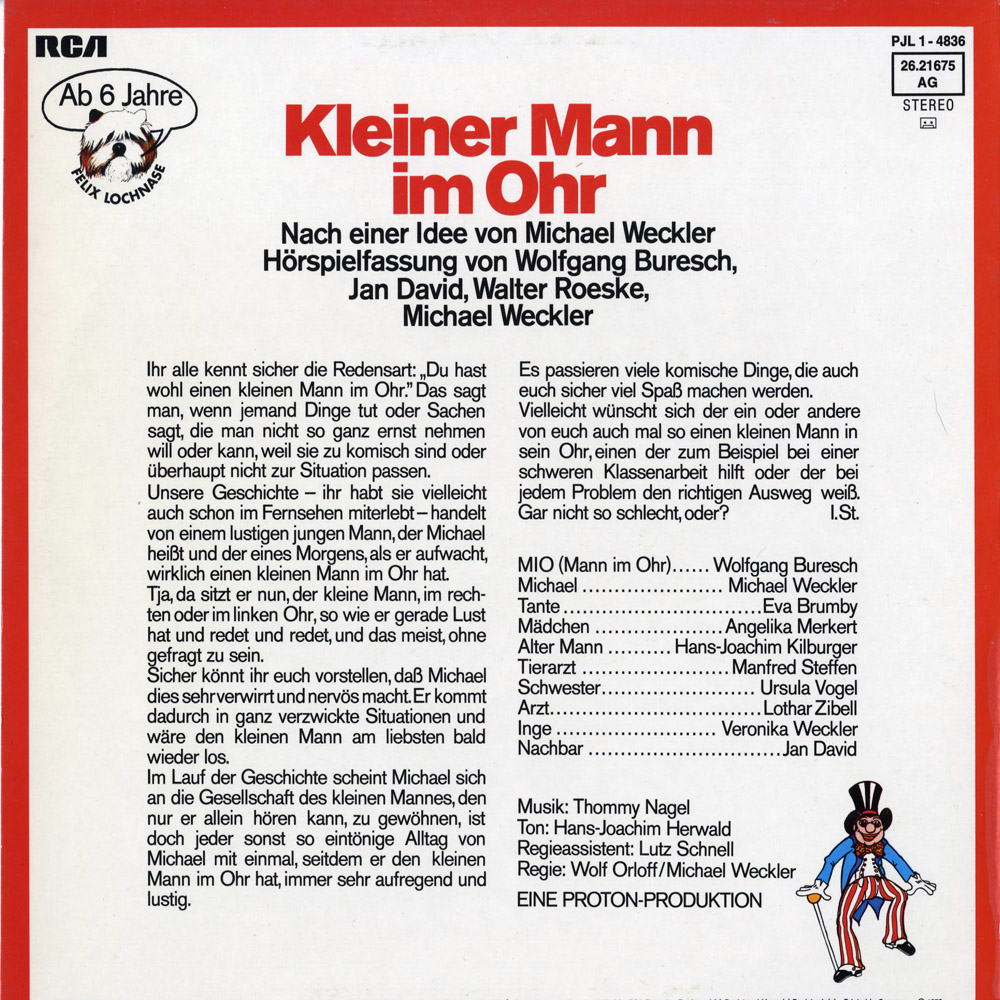 RCA
PJL 1 - 4836
26.21675
AG
STEREO
Ab 6 Jahre
FELIX LOCHNASE
Kleiner Mann
im Ohr
Nach einer Idee von Michael Weckler
Hörspielfassung von Wolfgang Buresch,
Jan David, Walter Roeske,
Michael Weckler
Ihr alle kennt sicher die Redensart: „Du hast
wohl einen kleinen Mann im Ohr.” Das sagt
man, wenn jemand Dinge tut oder Sachen
sagt, die man nicht so ganz ernst nehmen
will oder kann, weil sie zu komisch sind oder
überhaupt nicht zur Situation passen.
Unsere Geschichte – ihr habt sie vielleicht
auch schon im Fernsehen miterlebt – handelt
von einem lustigen jungen Mann, der Michael
heißt und der eines Morgens, als er aufwacht,
wirklich einen kleinen Mann im Ohr hat.
Tja, da sitzt er nun, der kleine Mann, im rech-
ten oder im linken Ohr, so wie er gerade Lust
hat und redet und redet, und das meist, ohne
gefragt zu sein.
Sicher könnt ihr euch vorstellen, daß Michael
dies sehr verwirrt und nervös macht. Er kommt
dadurch in ganz verzwickte Situationen und
wäre den kleinen Mann am liebsten bald
wieder los.
Im Lauf der Geschichte scheint Michael sich
an die Gesellschaft des kleinen Mannes, den
nur er allein hören kann, zu gewöhnen, ist
doch jeder sonst so eintönige Alltag von
Michael mit einmal, seitdem er den kleinen
Mann im Ohr hat, immer sehr aufregend und
lustig.
Es passieren viele komische Dinge, die auch
euch sicher viel Spaß machen werden.
Vielleicht wünscht sich der ein oder andere
von euch auch mal so einen kleinen Mann in
sein Ohr, einen der zum Beispiel bei einer
schweren Klassenarbeit hilft oder der bei
jedem Problem den richtigen Ausweg weiß.
Gar nicht so schlecht, oder? I.St.
MIO (Mann im Ohr)...... Wolfgang Buresch
Michael ....................... Michael Weckler
Tante ................................ Eva Brumby
Mädchen .................... Angelika Merkert
Alter Mann .......... Hans-Joachim Kilburger
Tierarzt ....................... Manfred Steffen
Schwester......................... Ursula Vogel
Arzt.................................. Lothar Zibell
Inge .......................... Veronika Weckler
Nachbar ............................... Jan David
Musik: Thommy Nagel
Ton: Hans-Joachim Herwald
Regieassistent: Lutz Schnell
Regie: Wolf Orloff/Michael Weckler
EINE PROTON-PRODUKTION